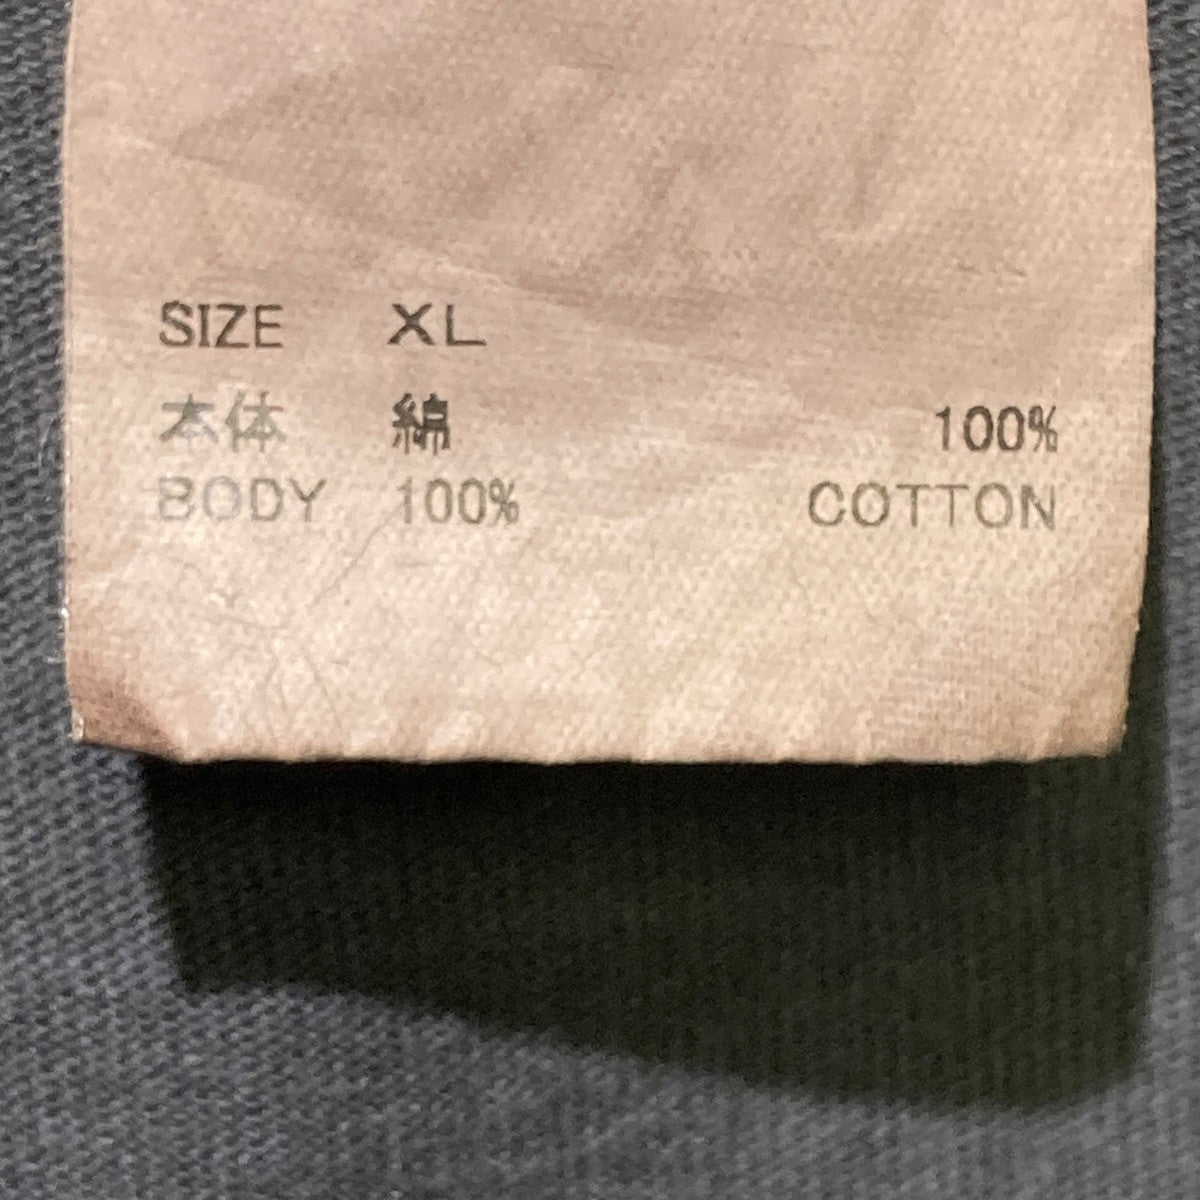 SIZE XL
本体 綿 100%
BODY 100% COTTON